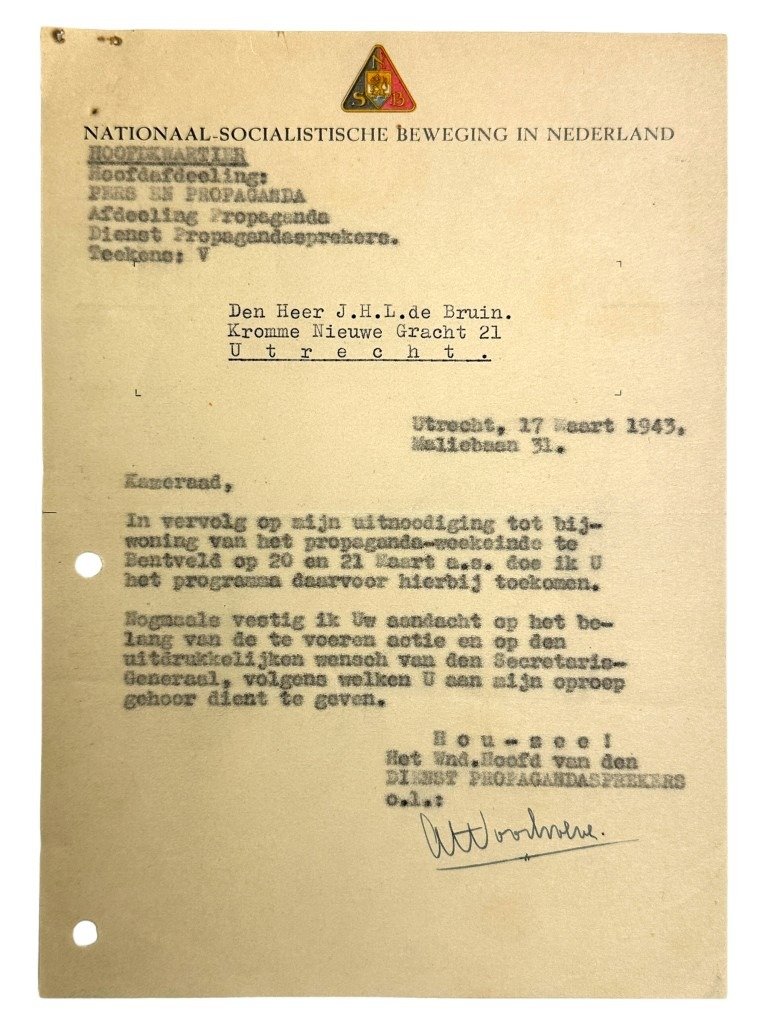 N
S B
NATIONAAL-SOCIALISTISCHE BEWEGING IN NEDERLAND
HOOFDKWARTIER
Hoofdafdeeling:
PERS EN PROPAGANDA
Afdeeling Propaganda
Dienst Propagandasprekers.
Teekens: V
Den Heer J.H.L.de Bruin.
Kromme Nieuwe Gracht 21
U t r e c h t .
Utrecht, 17 Maart 1943.
Maliebaan 31.
Kameraad,
In vervolg op mijn uitnoodiging tot bij-
woning van het propaganda-weekeinde te
Bentveld op 20 en 21 Maart a.s. doe ik U
het programma daarvoor hierbij toekomen.
Nogmaals vestig ik Uw aandacht op het be-
lang van de te voeren actie en op den
uitdrukkelijken wensch van den Secretaris-
Generaal, volgens welken U aan mijn oproep
gehoor dient te geven.
H o u - z e e !
Het Wnd.Hoofd van den
DIENST PROPAGANDASPREKERS
o.l.: